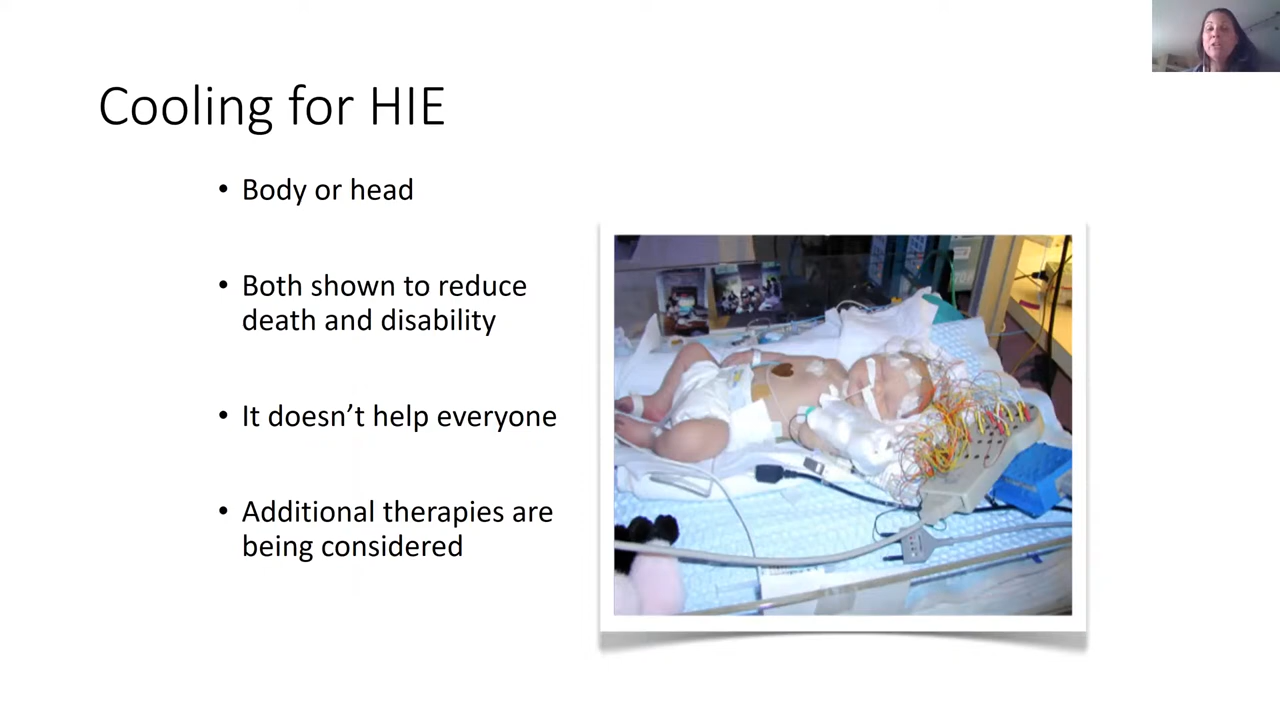 Cooling for HIE
• Body or head
• Both shown to reduce
death and disability
• It doesn’t help everyone
• Additional therapies are
being considered